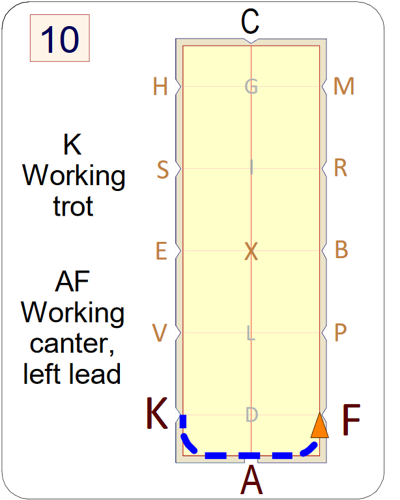 10
C
H G M
K
Working
trot
S I R
E X B
AF
Working
canter,
left lead
V L P
K D F
A